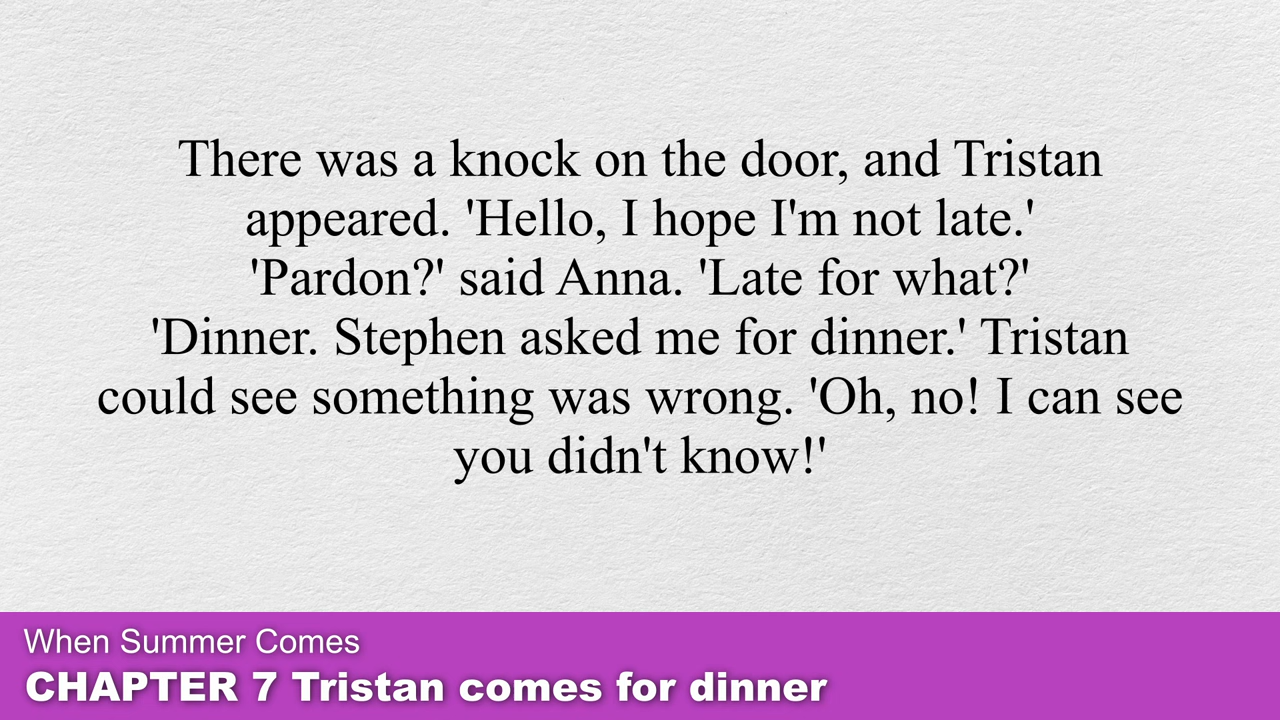 There was a knock on the door, and Tristan
appeared. 'Hello, I hope I'm not late.'
'Pardon?' said Anna. 'Late for what?'
'Dinner. Stephen asked me for dinner.' Tristan
could see something was wrong. 'Oh, no! I can see
you didn't know!'
When Summer Comes
CHAPTER 7 Tristan comes for dinner